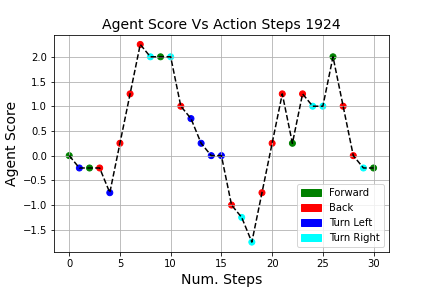 Agent Score Vs Action Steps 1924
Agent Score
2.0
1.5
1.0
0.5
0.0
−0.5
−1.0
−1.5
0 5 10 15 20 25 30
Num. Steps
Forward
Back
Turn Left
Turn Right